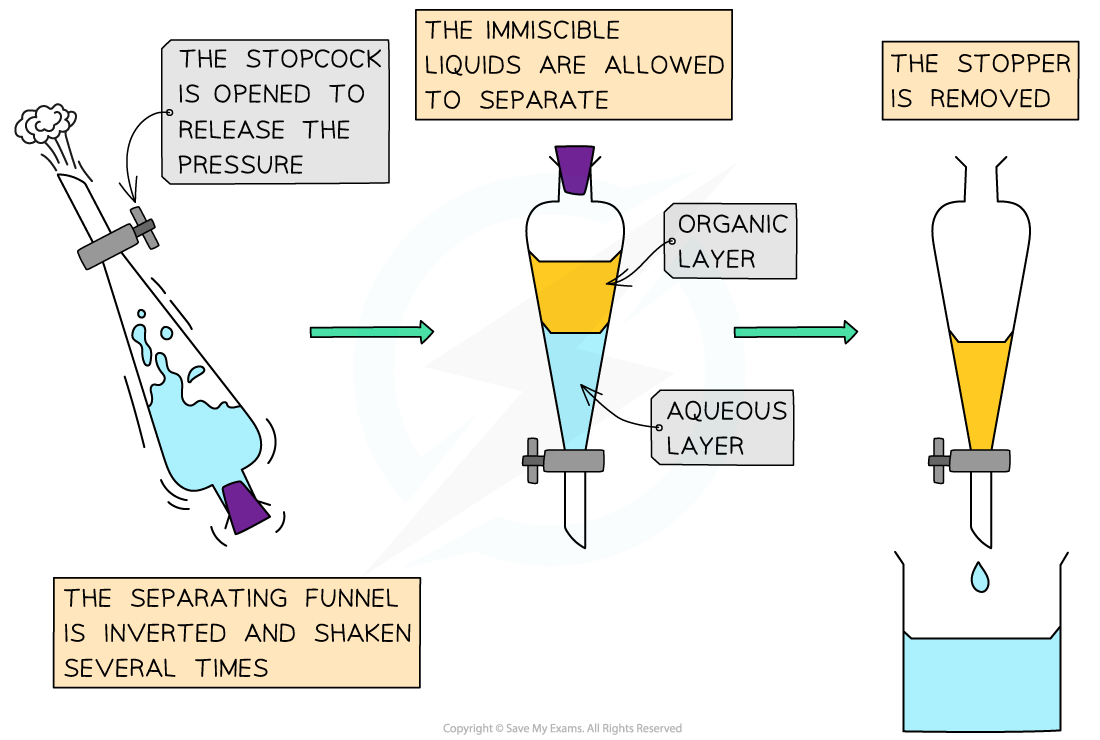 THE STOPCOCK
IS OPENED TO
RELEASE THE
PRESSURE
THE IMMISCIBLE
LIQUIDS ARE ALLOWED
TO SEPARATE
THE STOPPER
IS REMOVED
ORGANIC
LAYER
AQUEOUS
LAYER
THE SEPARATING FUNNEL
IS INVERTED AND SHAKEN
SEVERAL TIMES
Copyright © Save My Exams. All Rights Reserved